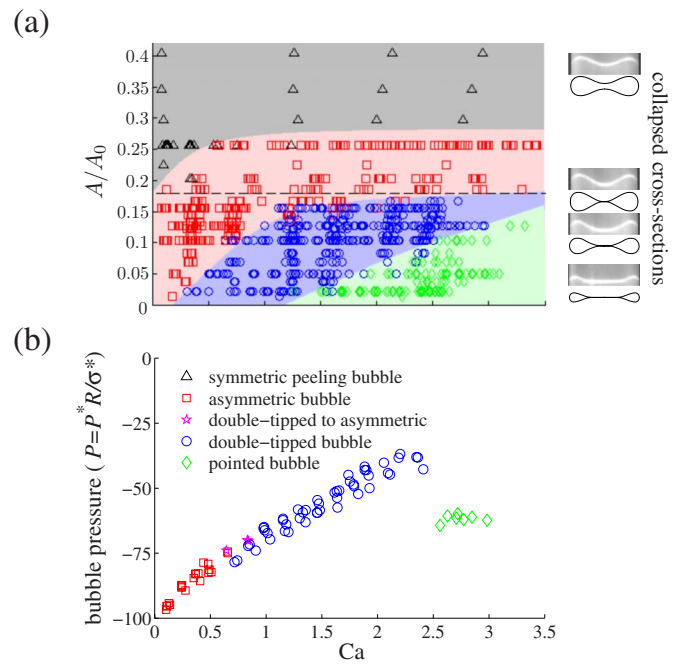 (a)
0.4
0.35
0.3
0.25
0.2
0.15
0.1
0.05
0
A/A₀
collapsed cross-sections
(b)
0
−25
−50
−75
−100
bubble pressure ( P=P*R/σ*)
symmetric peeling bubble
asymmetric bubble
double−tipped to asymmetric
double−tipped bubble
pointed bubble
0 0.5 1 1.5 2 2.5 3 3.5
Ca